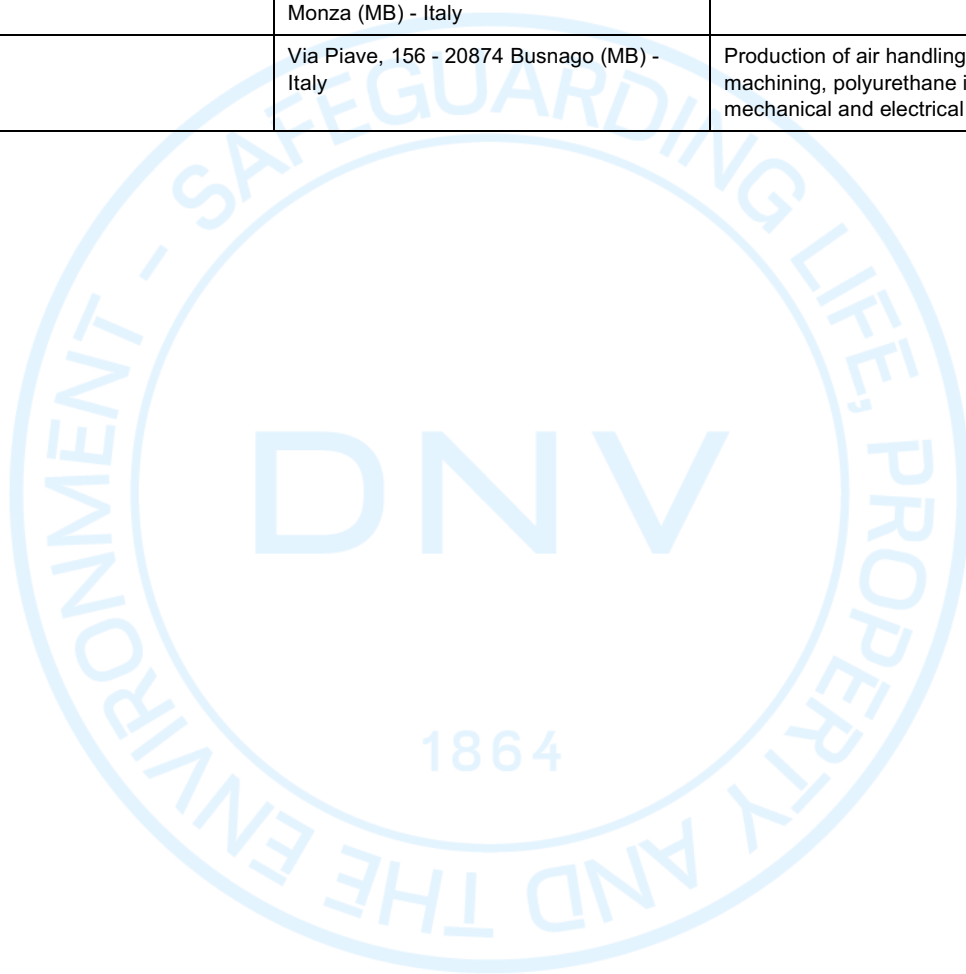 Monza (MB) - Italy
Via Piave, 156 - 20874 Busnago (MB) -
Italy
Production of air handling
machining, polyurethane i
mechanical and electrical
SAFEGUARDING LIFE, PROPERTY AND THE ENVIRONMENT -
DNV
1864